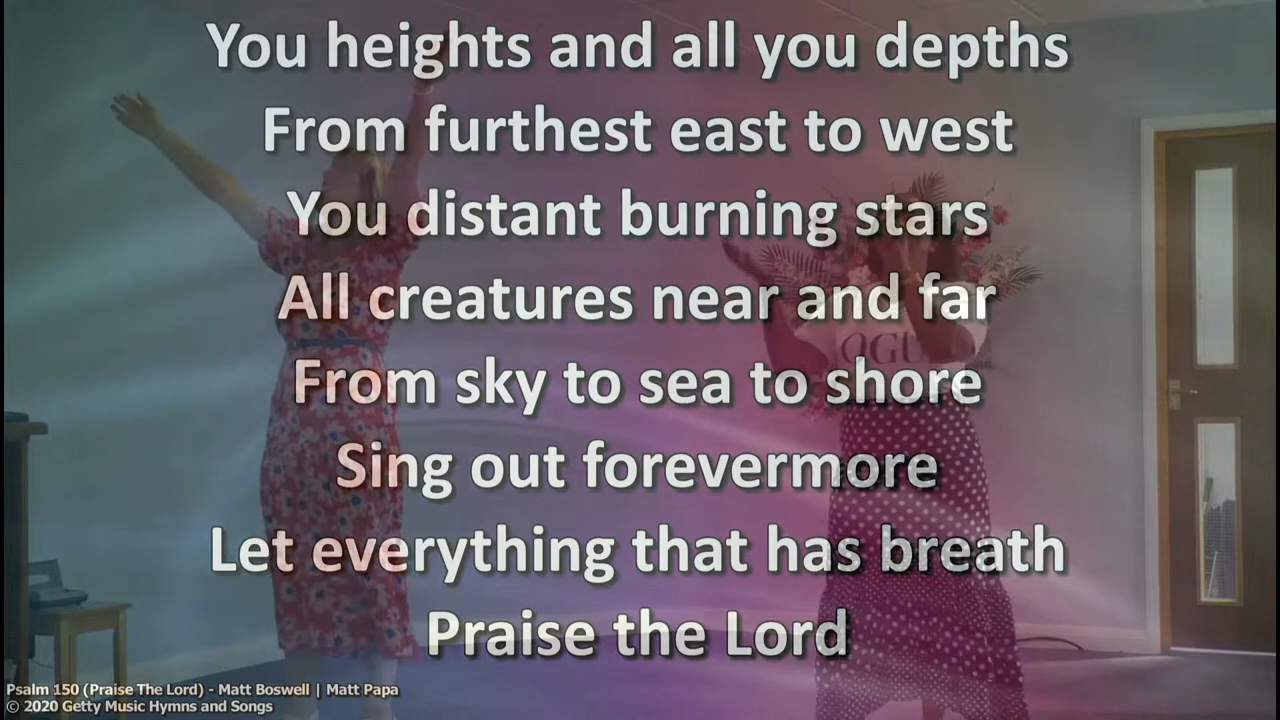 You heights and all you depths
From furthest east to west
You distant burning stars
All creatures near and far
From sky to sea to shore
Sing out forevermore
Let everything that has breath
Praise the Lord
Psalm 150 (Praise The Lord) - Matt Boswell | Matt Papa
© 2020 Getty Music Hymns and Songs